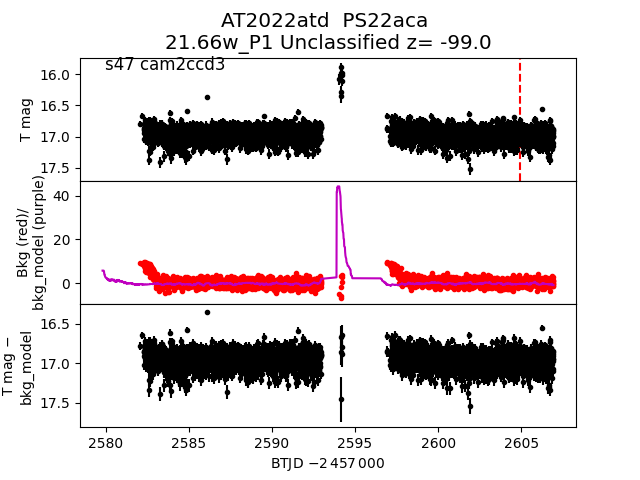 AT2022atd  PS22aca
21.66w_P1 Unclassified z= -99.0
s47 cam2ccd3
T mag
16.0
16.5
17.0
17.5
Bkg (red)/
bkg_model (purple)
40
20
0
T mag −
bkg_model
16.5
17.0
17.5
2580 2585 2590 2595 2600 2605
BTJD −2 457 000